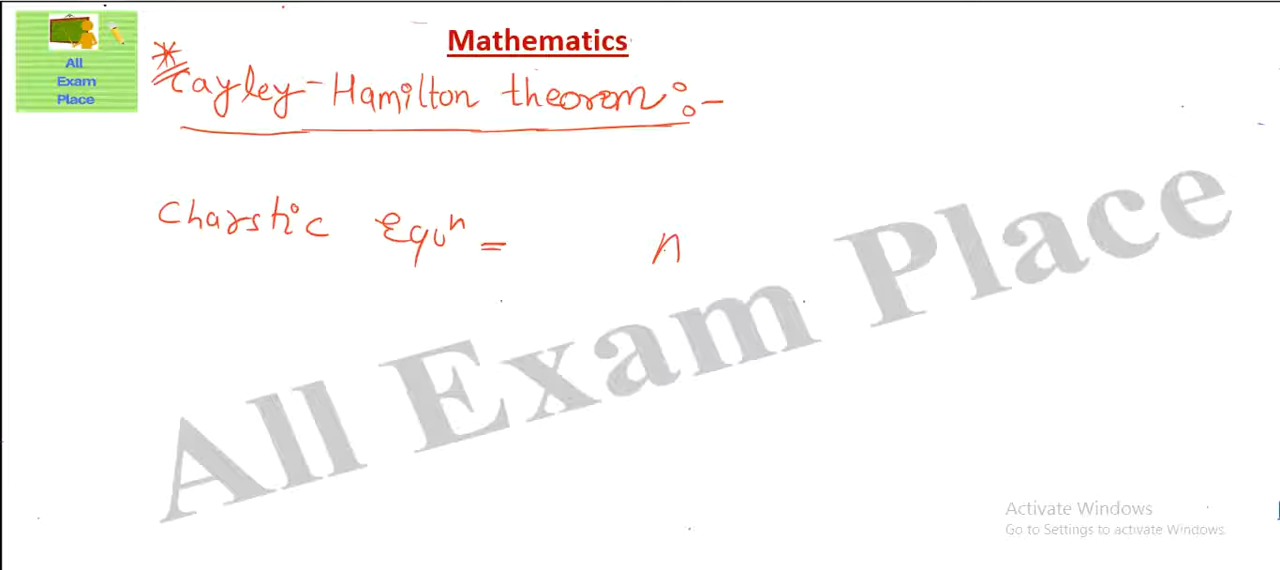 All
Exam
Place
Mathematics
* Cayley-Hamilton theorem :-
Charstic Equⁿ = n
All Exam Place
Activate Windows
Go to Settings to activate Windows.